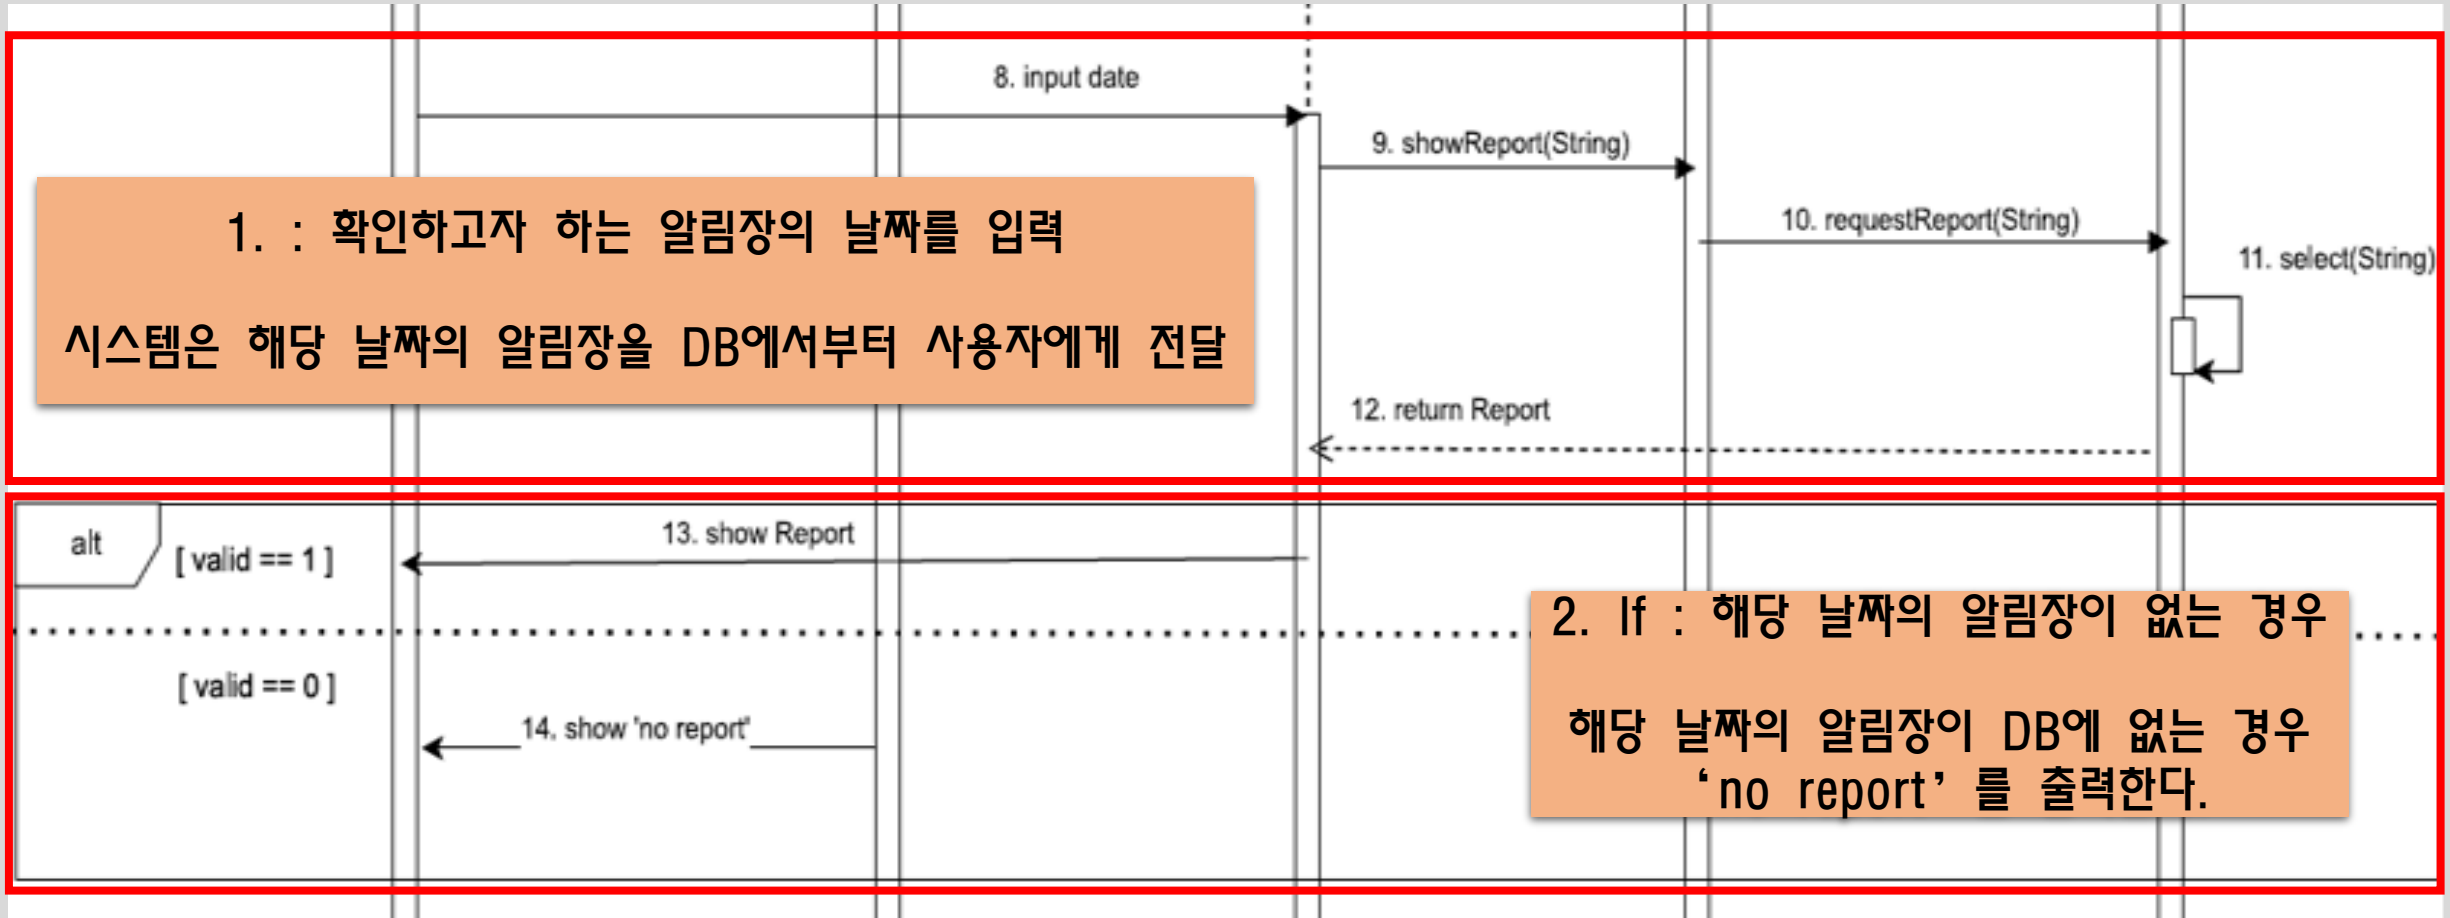 8. input date
9. showReport(String)
10. requestReport(String)
11. select(String)
1. : 확인하고자 하는 알림장의 날짜를 입력
시스템은 해당 날짜의 알림장을 DB에서부터 사용자에게 전달
12. return Report
alt
[ valid == 1 ]
13. show Report
[ valid == 0 ]
14. show 'no report'
2. If : 해당 날짜의 알림장이 없는 경우
해당 날짜의 알림장이 DB에 없는 경우
‘no report’를 출력한다.